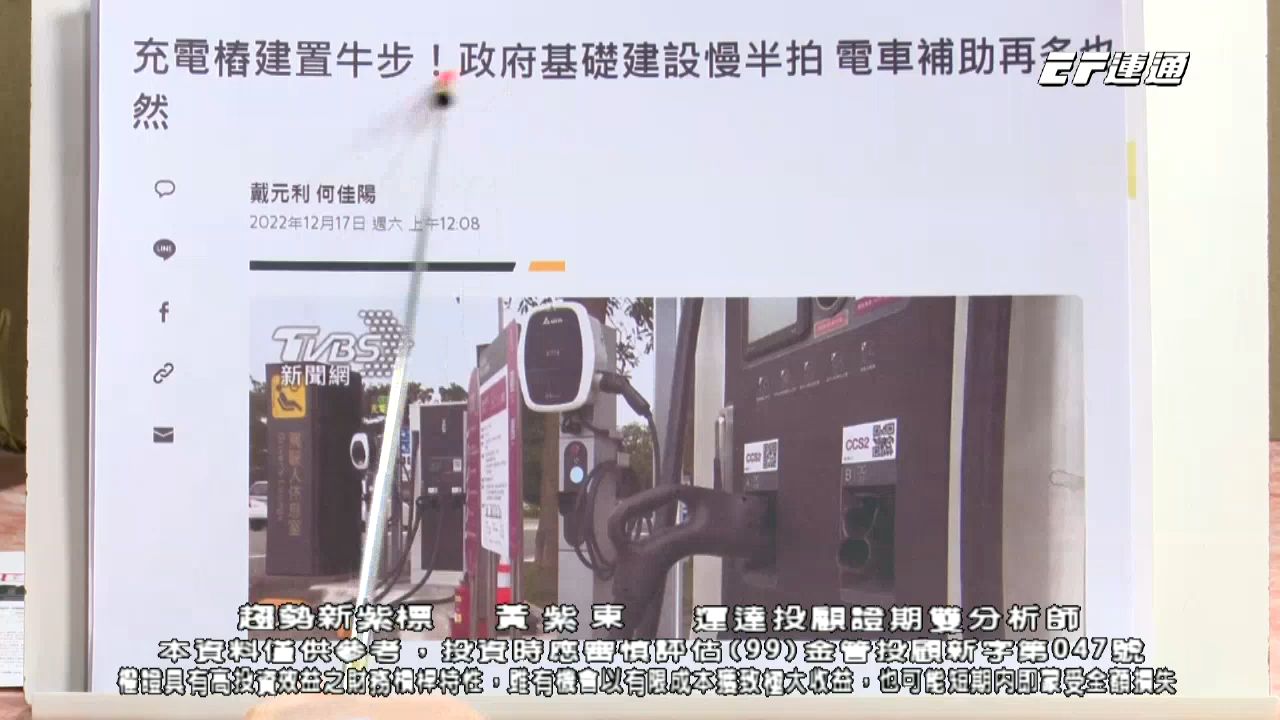 充電樁建置牛步！政府基礎建設慢半拍 電車補助再多也
然
EF運通
戴元利 何佳陽
2022年12月17日 週六 上午12:08
LINE
TVBS
新聞網
CCS2
CCS2
B
趨勢新紫標 黃紫東 運達投顧證期雙分析師
本資料僅供參考，投資時應審慎評估(99)金管投顧新字第047號
權證具有高投資效益之財務槓桿特性，雖有機會以有限成本獲致極大收益，也可能短期內即蒙受全額損失